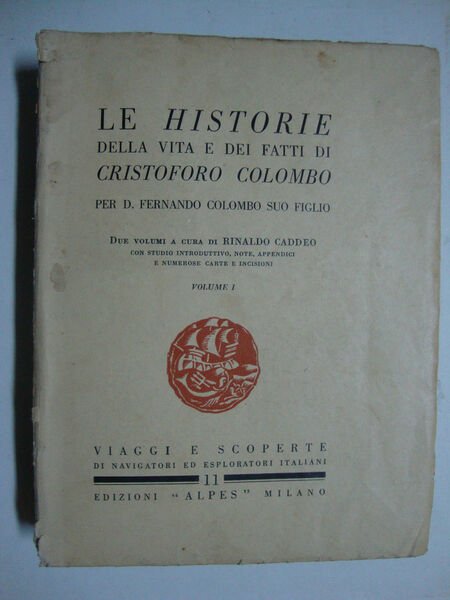 LE HISTORIE
DELLA VITA E DEI FATTI DI
CRISTOFORO COLOMBO
PER D. FERNANDO COLOMBO SUO FIGLIO
DUE VOLUMI A CURA DI RINALDO CADDEO
CON STUDIO INTRODUTTIVO, NOTE, APPENDICI
E NUMEROSE CARTE E INCISIONI
VOLUME I
VIAGGI E SCOPERTE
DI NAVIGATORI ED ESPLORATORI ITALIANI
11
EDIZIONI "ALPES" MILANO